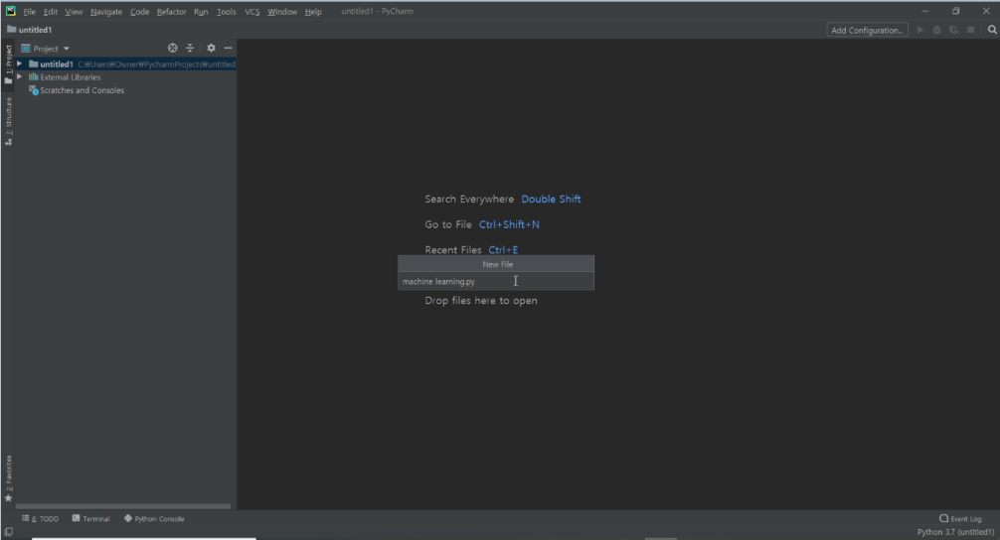 File Edit View Navigate Code Refactor Run Tools VCS Window Help untitled1 - PyCharm
untitled1
Add Configuration...
Project
untitled1 C:₩Users₩Owner₩PycharmProjects₩untitled
External Libraries
Scratches and Consoles
1: Project
7: Structure
2: Favorites
Search Everywhere Double Shift
Go to File Ctrl+Shift+N
Recent Files Ctrl+E
New File
machine learning.py
Drop files here to open
6: TODO Terminal Python Console
Event Log
Python 3.7 (untitled1)